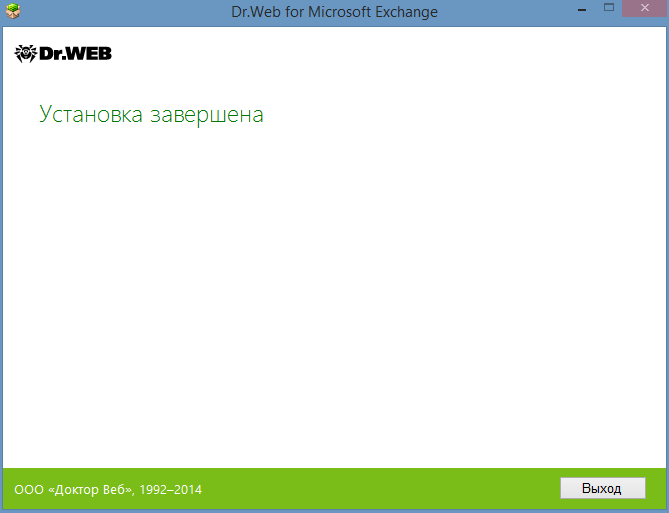 Dr.Web for Microsoft Exchange
Dr.WEB
Установка завершена
ООО «Доктор Веб», 1992–2014
Выход